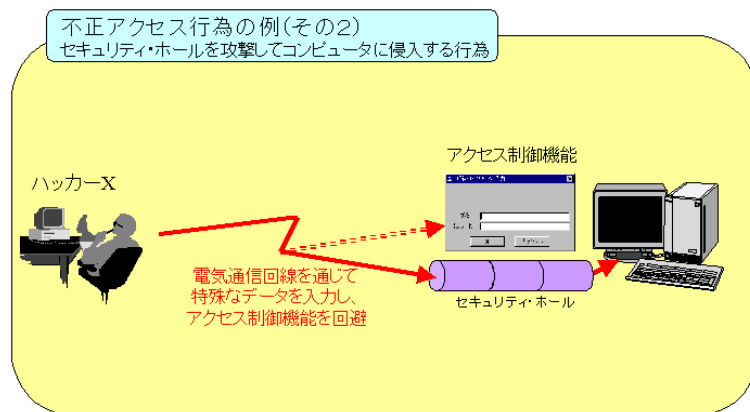 不正アクセス行為の例(その2)
セキュリティ・ホールを攻撃してコンピュータに侵入する行為
アクセス制御機能
ハッカーX
電気通信回線を通じて
特殊なデータを入力し、
アクセス制御機能を回避
セキュリティ・ホール